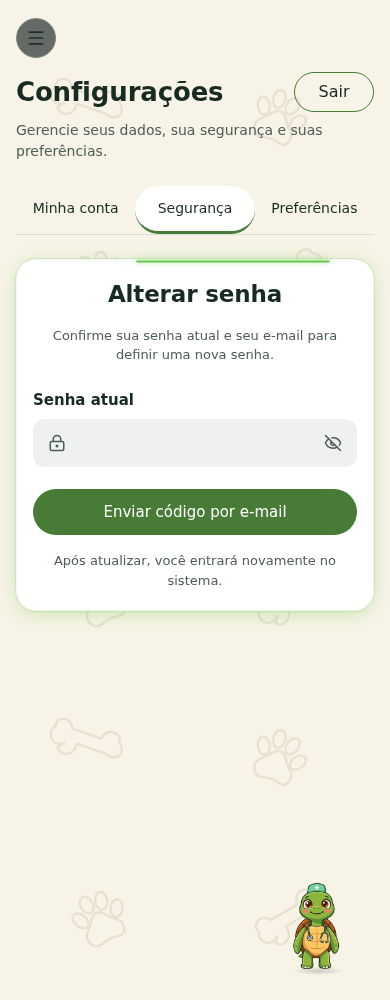 Configurações
Sair
Gerencie seus dados, sua segurança e suas
preferências.
Minha conta
Segurança
Preferências
Alterar senha
Confirme sua senha atual e seu e-mail para
definir uma nova senha.
Senha atual
Enviar código por e-mail
Após atualizar, você entrará novamente no
sistema.